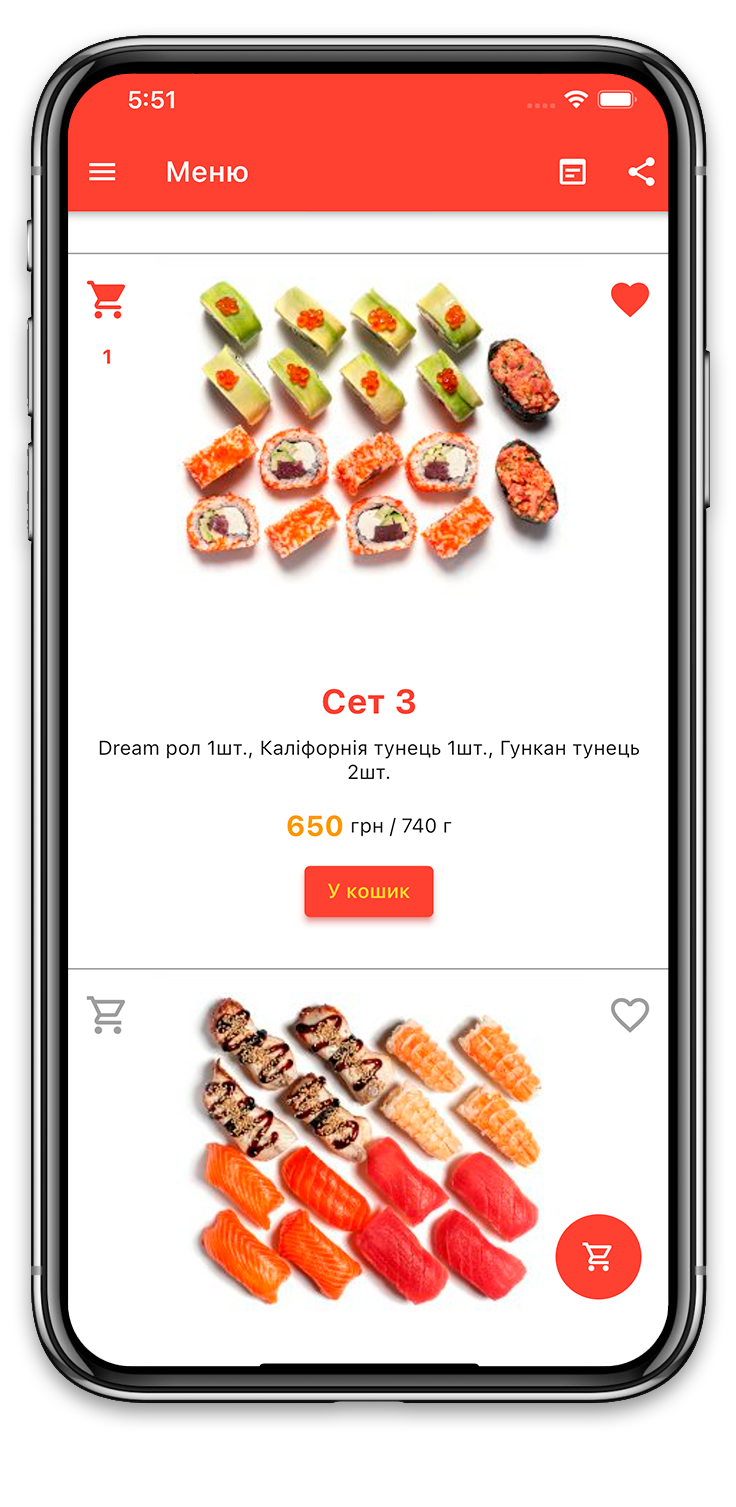 5:51
Меню
1
Сет 3
Dream рол 1шт., Каліфорнія тунець 1шт., Гункан тунець
2шт.
650 грн / 740 г
У кошик